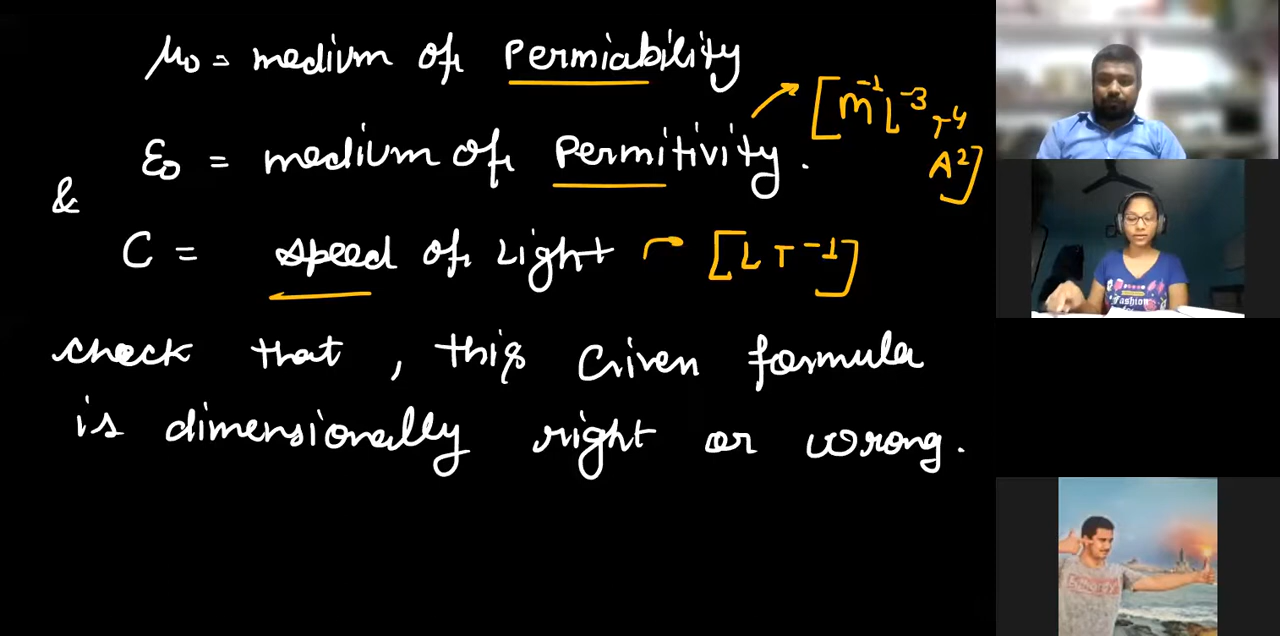 μ₀ = medium of Permiability
ε₀ = medium of Permitivity . → [M⁻¹ L⁻³ T⁴ A²]
&
C = speed of Light → [L T⁻¹]
check that , this Given formula
is dimensionally right or wrong .
Fashion